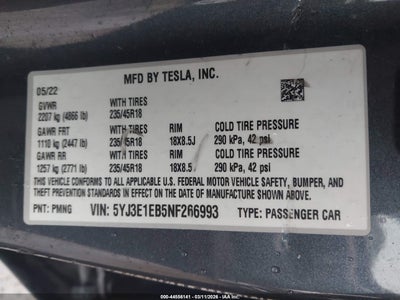 MFD BY TESLA, INC.
05/22
GVWR WITH TIRES
2207 kg (4866 lb) 235/45R18
GAWR FRT WITH TIRES RIM COLD TIRE PRESSURE
1110 kg (2447 lb) 235/45R18 18X8.5J 290 kPa, 42 psi
GAWR RR WITH TIRES RIM COLD TIRE PRESSURE
1257 kg (2771 lb) 235/45R18 18X8.5 290 kPa, 42 psi
THIS VEHICLE CONFORMS TO ALL APPLICABLE
U.S. FEDERAL MOTOR VEHICLE SAFETY, BUMPER, AND
THEFT PREVENTION STANDARDS IN EFFECT
ON THE DATE OF MANUFACTURE SHOWN ABOVE.
PNT: PMNG VIN: 5YJ3E1EB5NF266993 TYPE: PASSENGER CAR
000-44558141 - 03/11/2026 - IAA Holdings, LLC